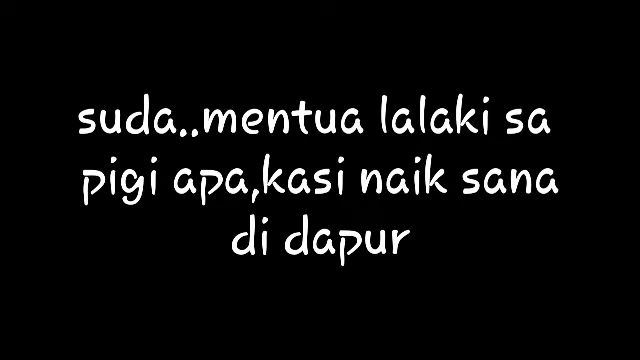 suda..mentua lalaki sa
pigi apa,kasi naik sana
di dapur